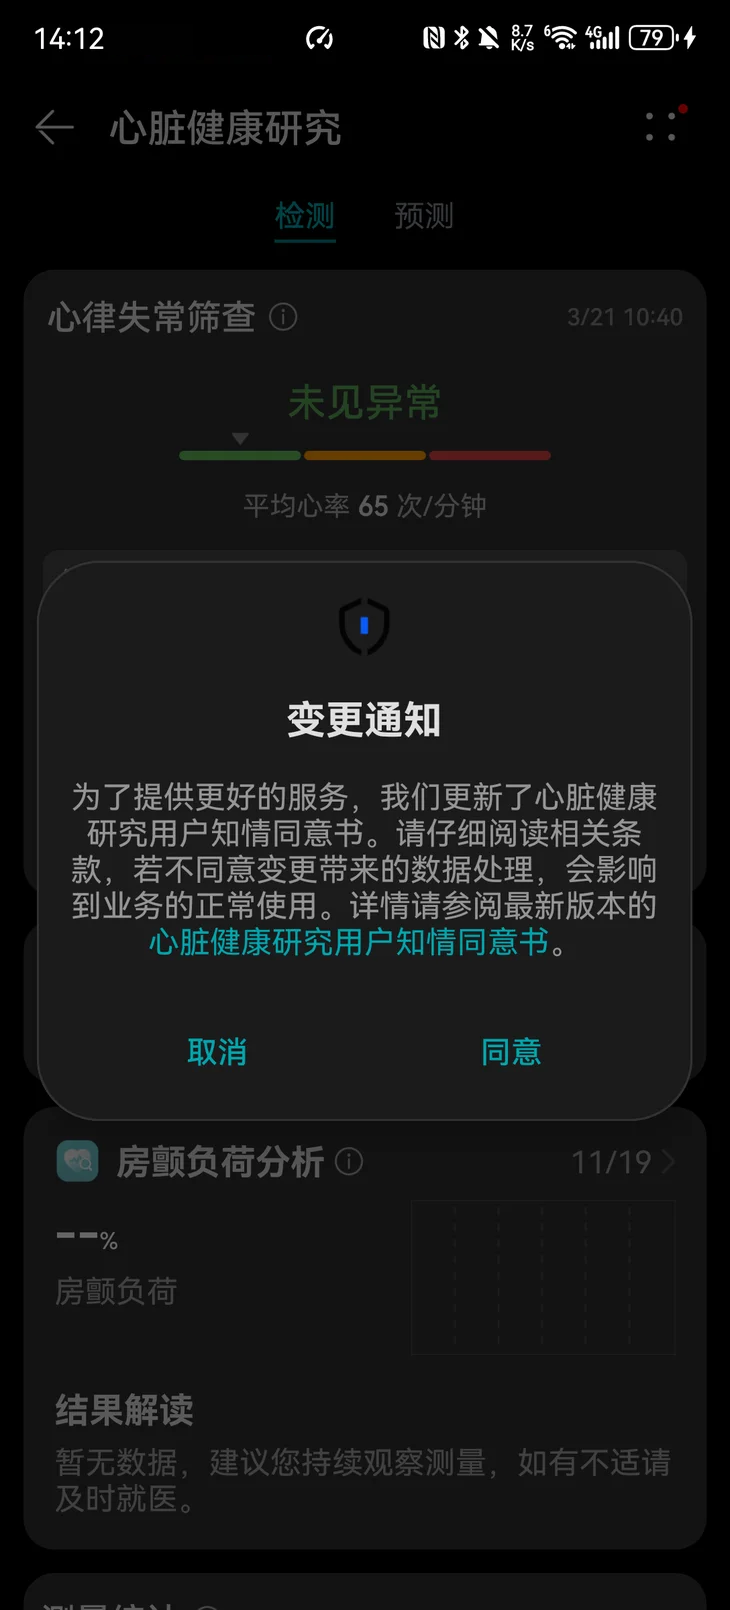 14:12
8.7
K/s
6
4G
79
心脏健康研究
检测
预测
心律失常筛查
3/21 10:40
未见异常
平均心率 65 次/分钟
变更通知
为了提供更好的服务，我们更新了心脏健康
研究用户知情同意书。请仔细阅读相关条
款，若不同意变更带来的数据处理，会影响
到业务的正常使用。详情请参阅最新版本的
心脏健康研究用户知情同意书。
取消
同意
房颤负荷分析
11/19
--%
房颤负荷
结果解读
暂无数据，建议您持续观察测量，如有不适请
及时就医。